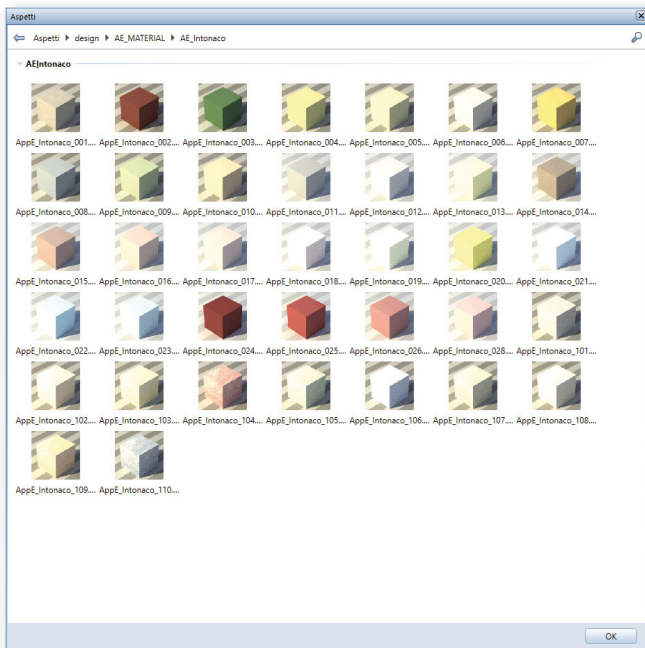 Aspetti
Aspetti design AE_MATERIAL AE_Intonaco
AE_Intonaco
AppE_Intonaco_001.... AppE_Intonaco_002.... AppE_Intonaco_003.... AppE_Intonaco_004.... AppE_Intonaco_005.... AppE_Intonaco_006.... AppE_Intonaco_007....
AppE_Intonaco_008.... AppE_Intonaco_009.... AppE_Intonaco_010.... AppE_Intonaco_011.... AppE_Intonaco_012.... AppE_Intonaco_013.... AppE_Intonaco_014....
AppE_Intonaco_015.... AppE_Intonaco_016.... AppE_Intonaco_017.... AppE_Intonaco_018.... AppE_Intonaco_019.... AppE_Intonaco_020.... AppE_Intonaco_021....
AppE_Intonaco_022.... AppE_Intonaco_023.... AppE_Intonaco_024.... AppE_Intonaco_025.... AppE_Intonaco_026.... AppE_Intonaco_028.... AppE_Intonaco_101....
AppE_Intonaco_102.... AppE_Intonaco_103.... AppE_Intonaco_104.... AppE_Intonaco_105.... AppE_Intonaco_106.... AppE_Intonaco_107.... AppE_Intonaco_108....
AppE_Intonaco_109.... AppE_Intonaco_110....
OK